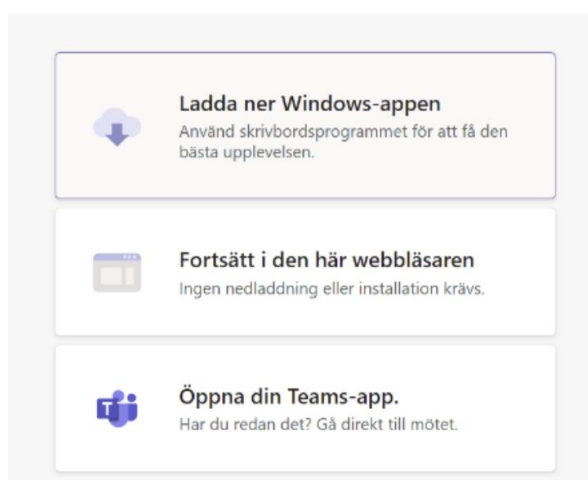 Ladda ner Windows-appen
Använd skrivbordsprogrammet för att få den
bästa upplevelsen.
Fortsätt i den här webbläsaren
Ingen nedladdning eller installation krävs.
T
Öppna din Teams-app.
Har du redan det? Gå direkt till mötet.